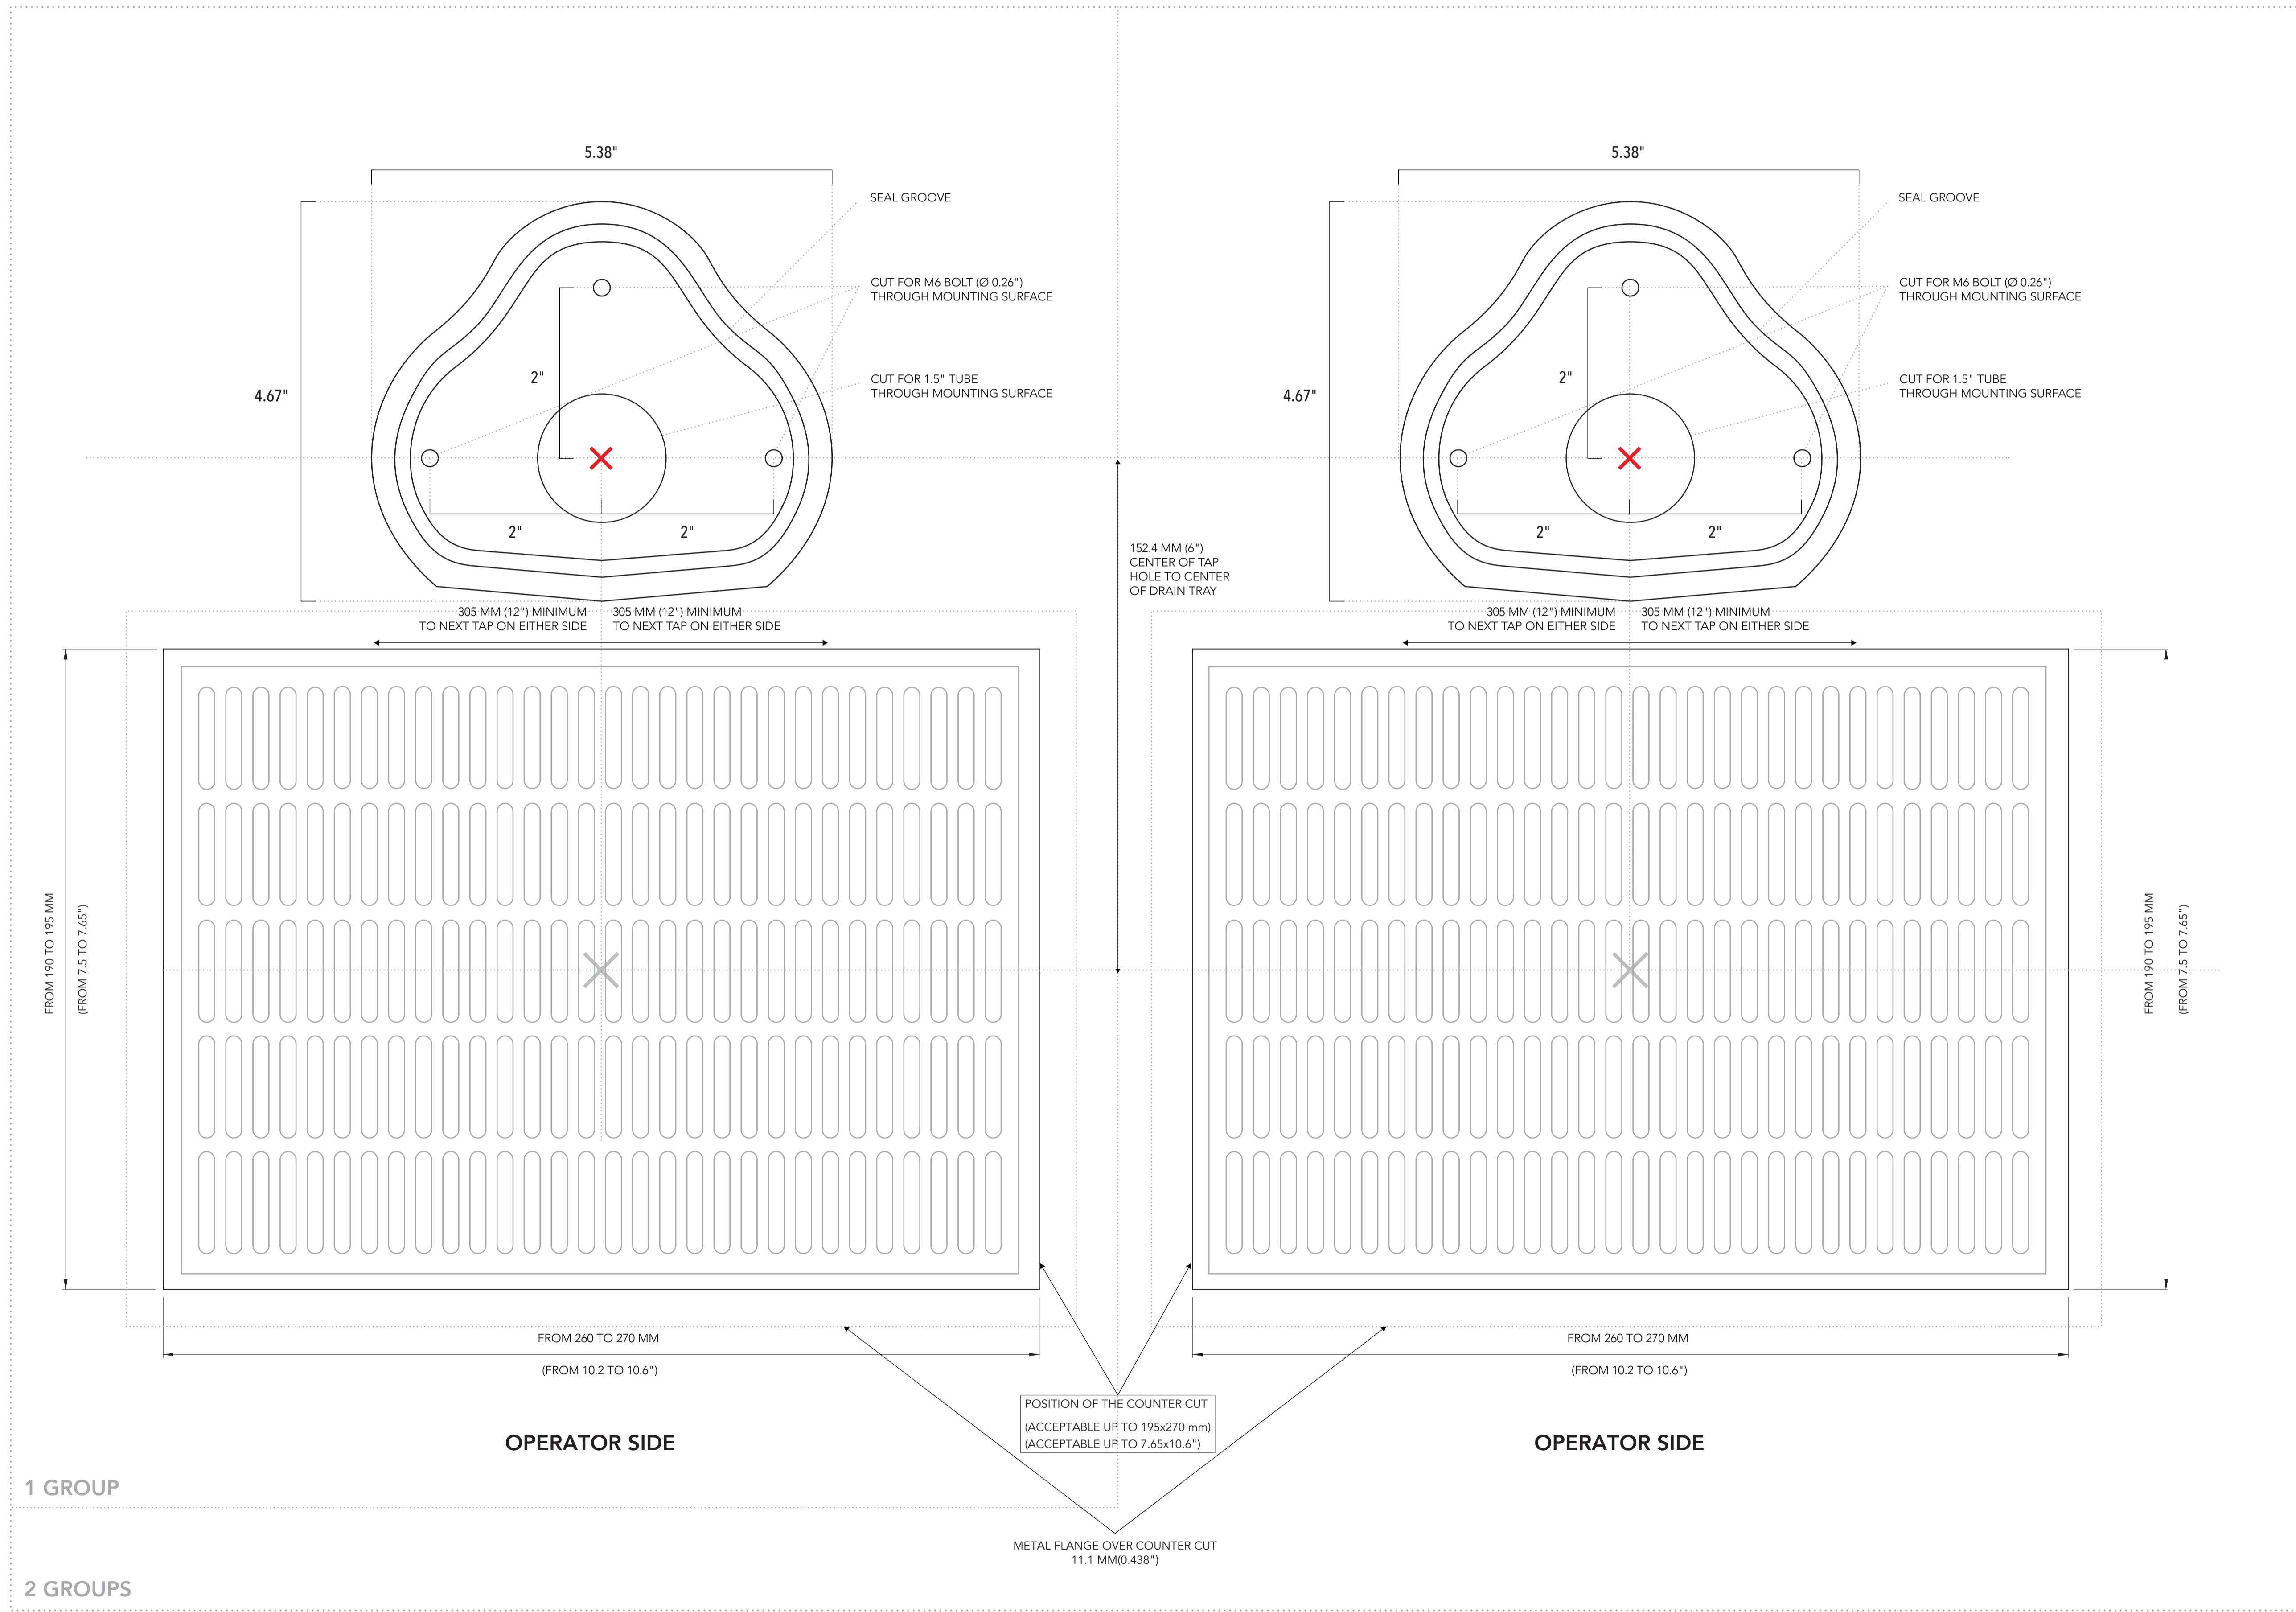 5.38"
SEAL GROOVE
CUT FOR M6 BOLT (Ø 0.26")
THROUGH MOUNTING SURFACE
2"
CUT FOR 1.5" TUBE
THROUGH MOUNTING SURFACE
4.67"
2"
2"
305 MM (12") MINIMUM
TO NEXT TAP ON EITHER SIDE
305 MM (12") MINIMUM
TO NEXT TAP ON EITHER SIDE
152.4 MM (6")
CENTER OF TAP
HOLE TO CENTER
OF DRAIN TRAY
5.38"
SEAL GROOVE
CUT FOR M6 BOLT (Ø 0.26")
THROUGH MOUNTING SURFACE
2"
CUT FOR 1.5" TUBE
THROUGH MOUNTING SURFACE
4.67"
2"
2"
305 MM (12") MINIMUM
TO NEXT TAP ON EITHER SIDE
305 MM (12") MINIMUM
TO NEXT TAP ON EITHER SIDE
FROM 190 TO 195 MM
(FROM 7.5 TO 7.65")
FROM 190 TO 195 MM
(FROM 7.5 TO 7.65")
FROM 260 TO 270 MM
(FROM 10.2 TO 10.6")
FROM 260 TO 270 MM
(FROM 10.2 TO 10.6")
POSITION OF THE COUNTER CUT
(ACCEPTABLE UP TO 195x270 mm)
(ACCEPTABLE UP TO 7.65x10.6")
OPERATOR SIDE
OPERATOR SIDE
1 GROUP
METAL FLANGE OVER COUNTER CUT
11.1 MM(0.438")
2 GROUPS